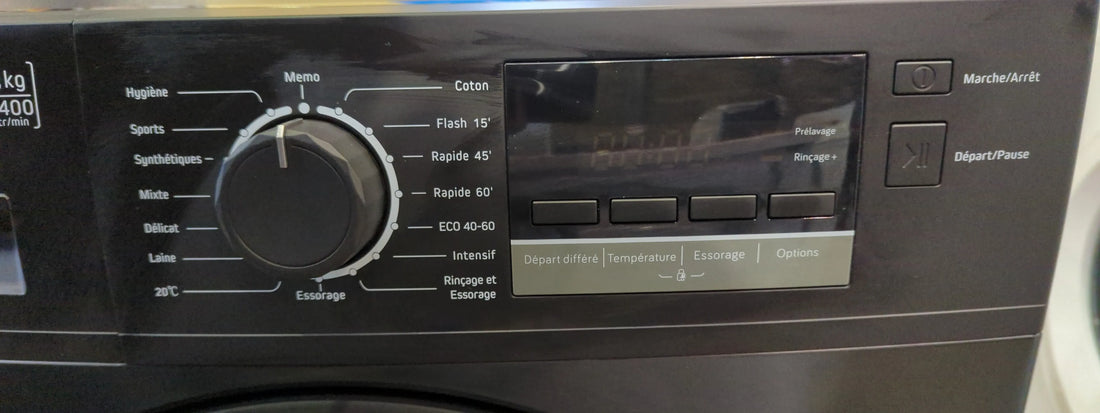 kg
400
tr/min
Memo
Hygiène
Sports
Synthétiques
Mixte
Délicat
Laine
20°C
Essorage
Coton
Flash 15'
Rapide 45'
Rapide 60'
ECO 40-60
Intensif
Rinçage et
Essorage
Prélavage
Rinçage+
Départ différé
Température
Essorage
Options
Marche/Arrêt
Départ/Pause